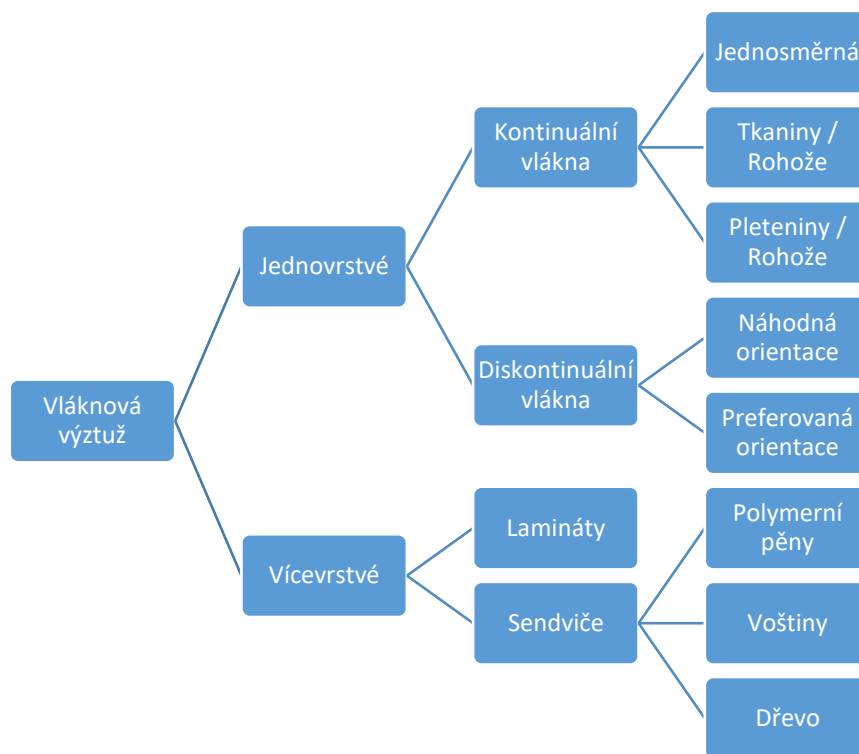 Vláknová
výztuž
Jednovrstvé
Kontinuální
vlákna
Jednosměrná
Tkaniny /
Rohože
Pleteniny /
Rohože
Diskontinuální
vlákna
Náhodná
orientace
Preferovaná
orientace
Vícevrstvé
Lamináty
Sendviče
Polymerní
pěny
Voštiny
Dřevo